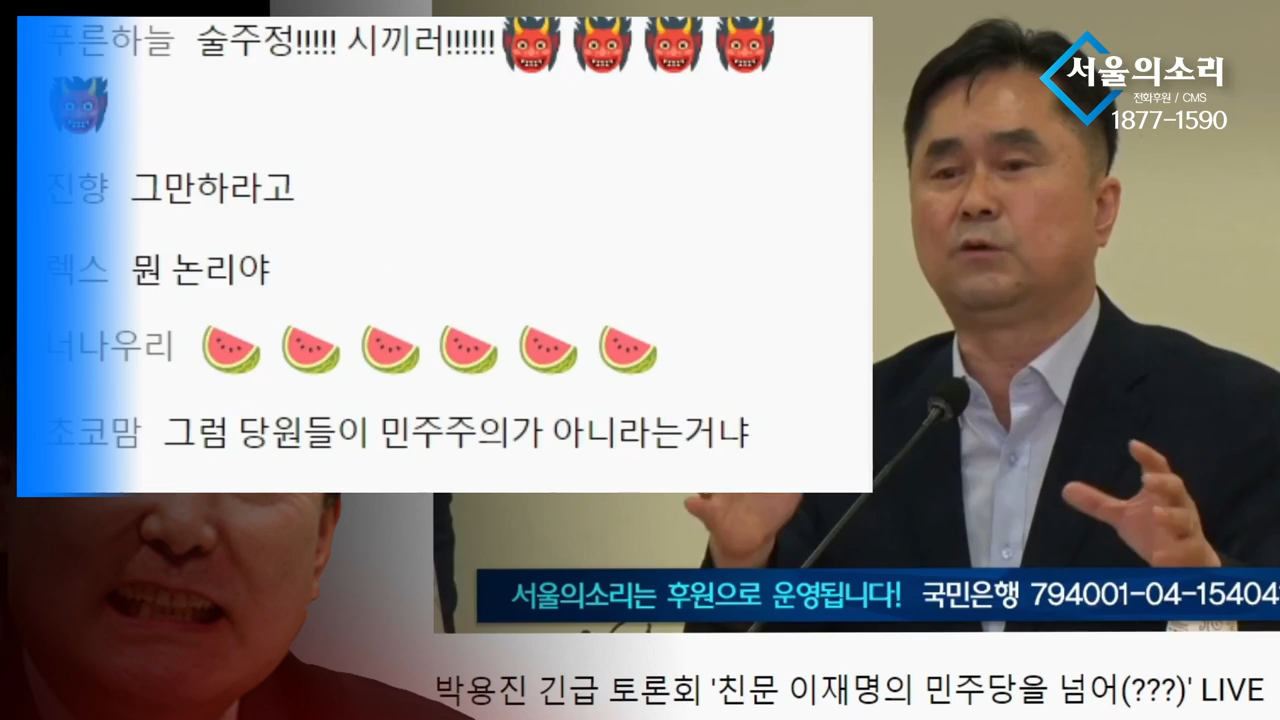 푸른하늘 술주정!!!!! 시끼러!!!!!!
진향 그만하라고
렉스 뭔 논리야
너나우리
초코맘 그럼 당원들이 민주주의가 아니라는거냐
서울의소리
전화후원 / CMS
1877-1590
서울의소리는 후원으로 운영됩니다! 국민은행 794001-04-15404
박용진 긴급 토론회 '친문 이재명의 민주당을 넘어(???)' LIVE